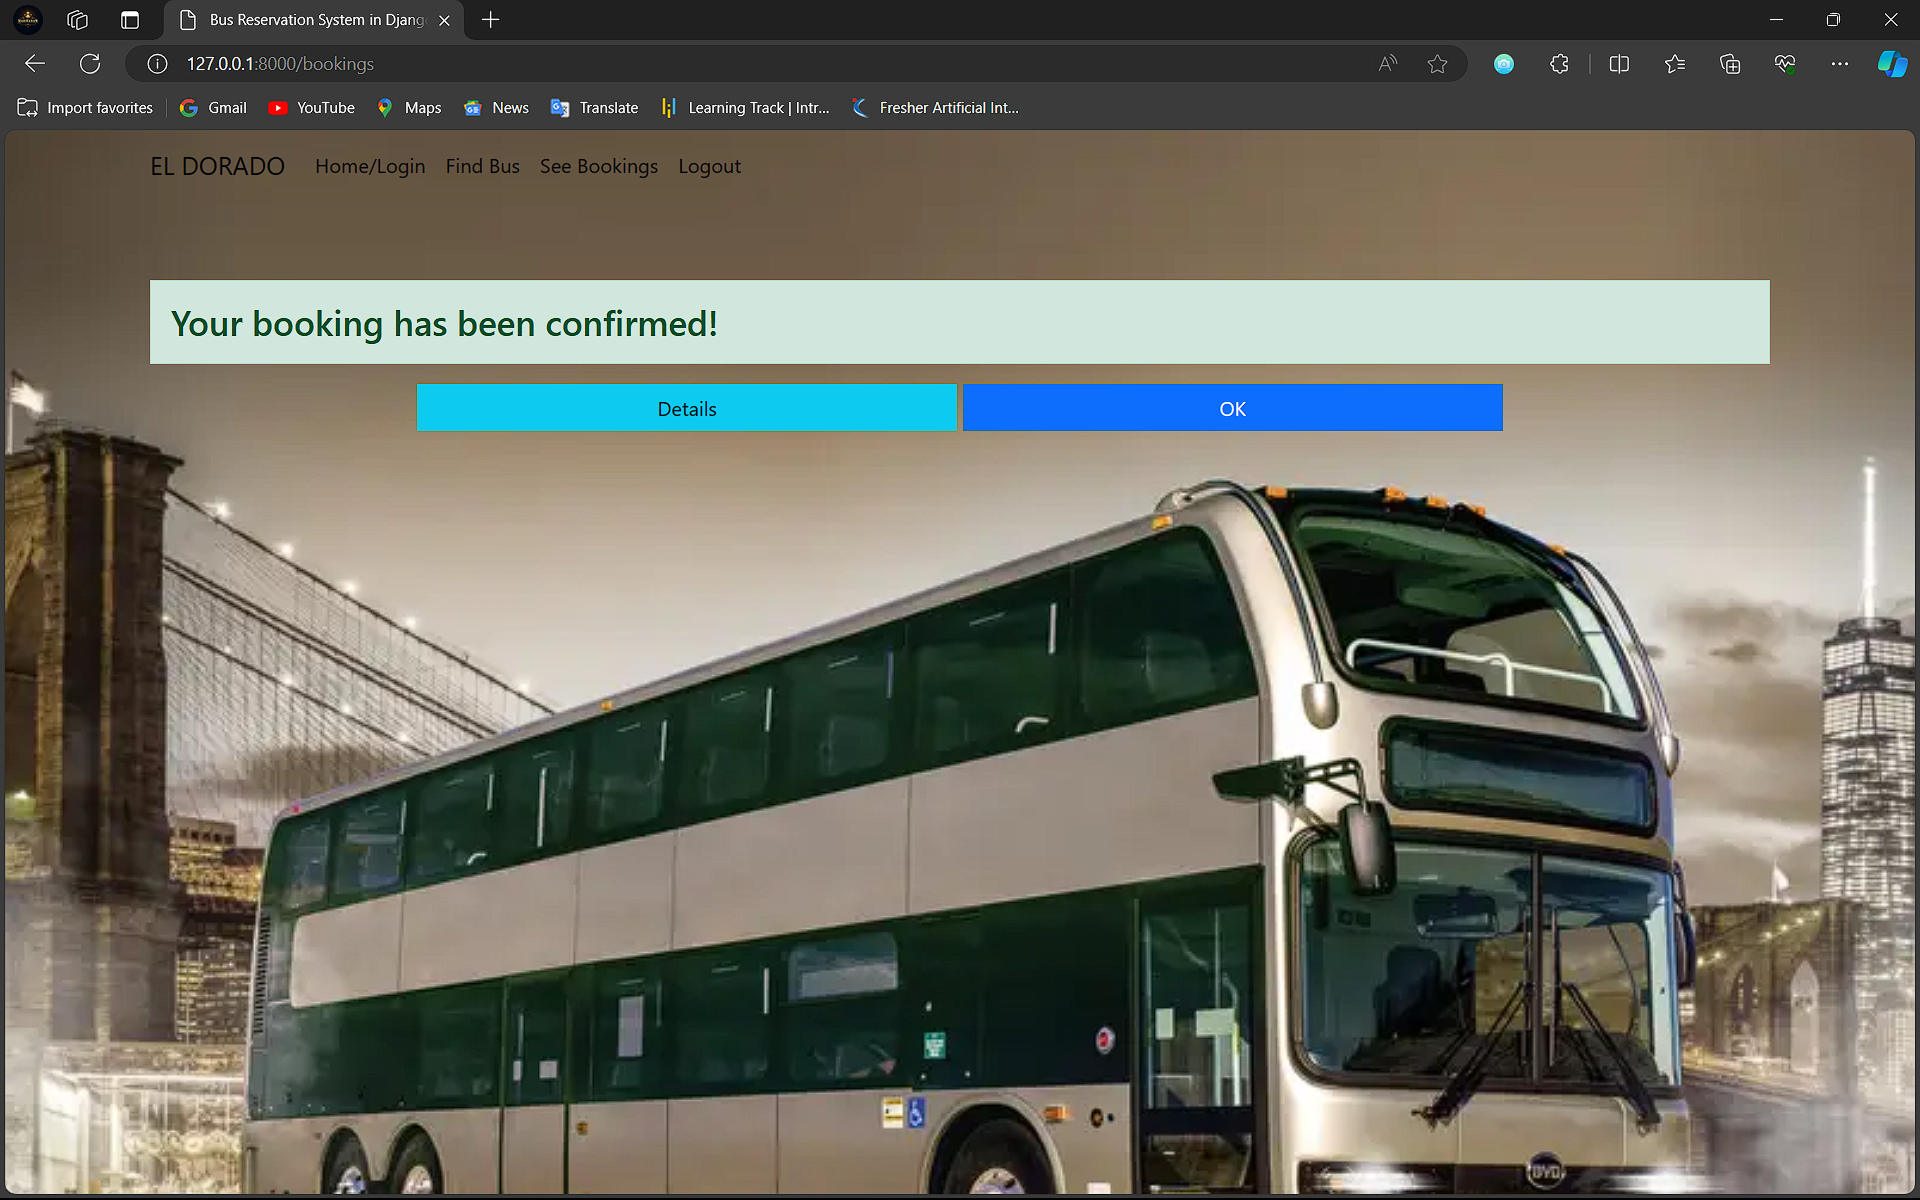 Bus Reservation System in Djang
127.0.0.1:8000/bookings
Import favorites
Gmail
YouTube
Maps
News
Translate
Learning Track | Intr...
Fresher Artificial Int...
EL DORADO
Home/Login
Find Bus
See Bookings
Logout
Your booking has been confirmed!
Details
OK
BYD